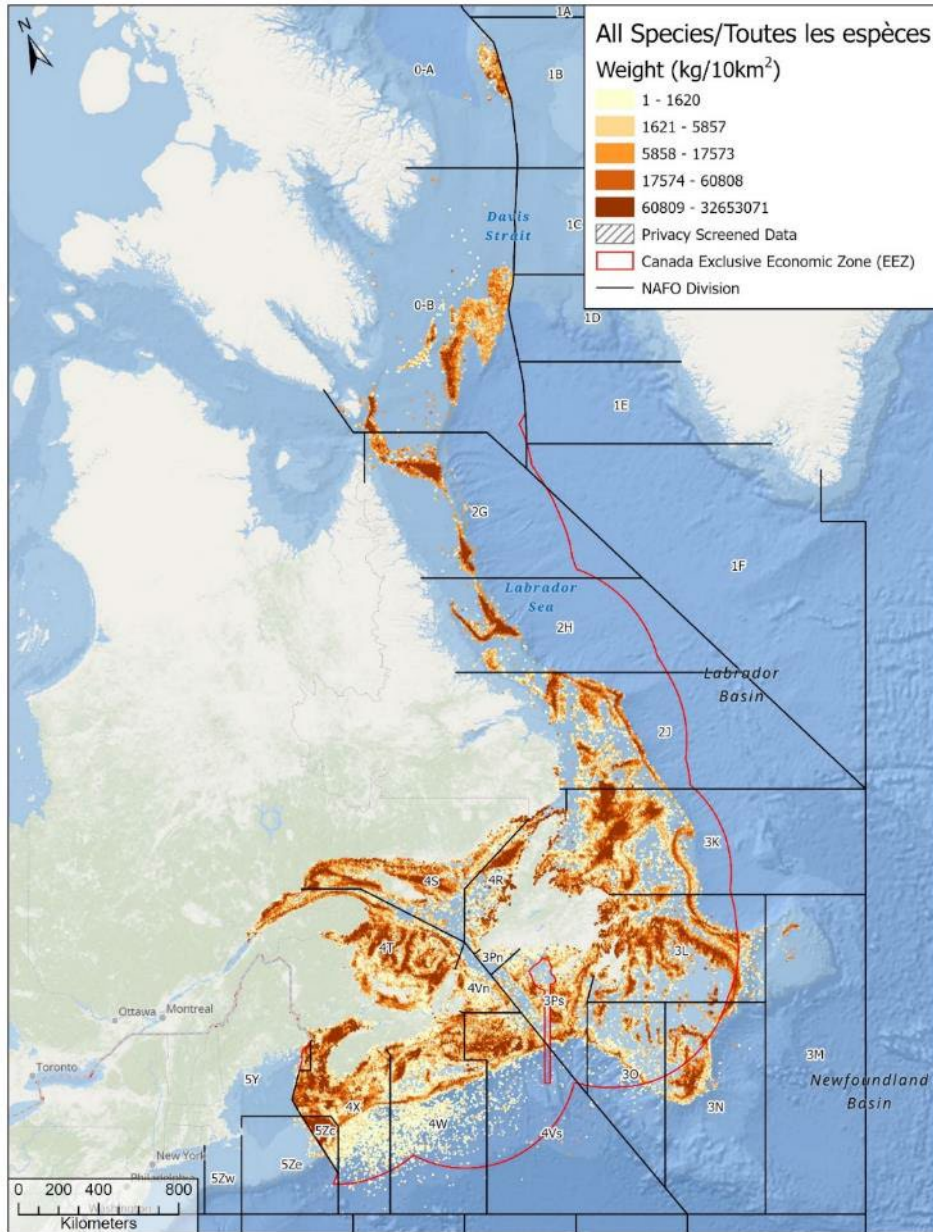 N
1A
0-A
1B
All Species/Toutes les espèces
Weight (kg/10km²)
1 - 1620
1621 - 5857
5858 - 17573
17574 - 60808
60809 - 32653071
Privacy Screened Data
Canada Exclusive Economic Zone (EEZ)
NAFO Division
Davis
Strait
1C
0-B
1D
1E
2G
1F
Labrador
Sea
2H
Labrador
Basin
2J
3K
4S
4R
4T
3L
3Pn
4Vn
3Ps
Ottawa
Montreal
Toronto
5Y
3O
3M
3N
Newfoundland
Basin
4X
4W
4Vs
5Zc
5Ze
5Zw
New York
Philadelphia
Washington
0 200 400 800
Kilometers